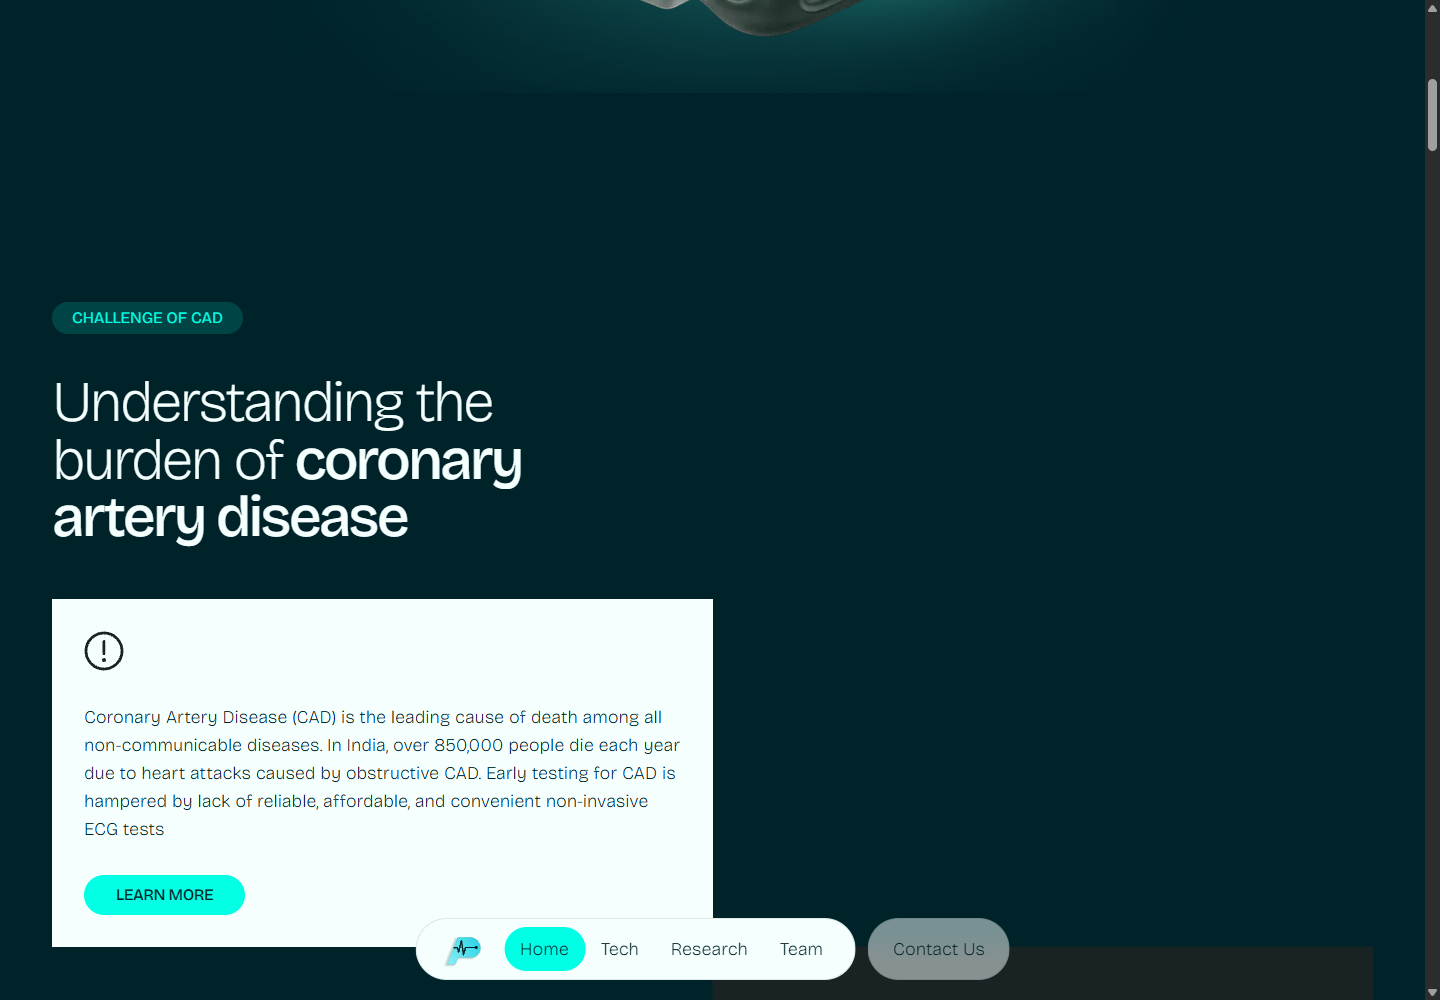 CHALLENGE OF CAD
Understanding the
burden of coronary
artery disease
Coronary Artery Disease (CAD) is the leading cause of death among all
non-communicable diseases. In India, over 850,000 people die each year
due to heart attacks caused by obstructive CAD. Early testing for CAD is
hampered by lack of reliable, affordable, and convenient non-invasive
ECG tests
LEARN MORE
Home Tech Research Team Contact Us